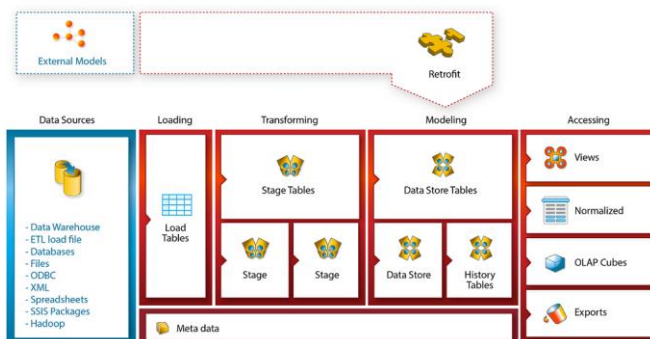 External Models
Retrofit
Data Sources
Loading
Transforming
Modeling
Accessing
- Data Warehouse
- ETL load file
- Databases
- Files
- ODBC
- XML
- Spreadsheets
- SSIS Packages
- Hadoop
Load
Tables
Stage Tables
Stage
Stage
Data Store Tables
Data Store
History
Tables
Views
Normalized
OLAP Cubes
Exports
Meta data